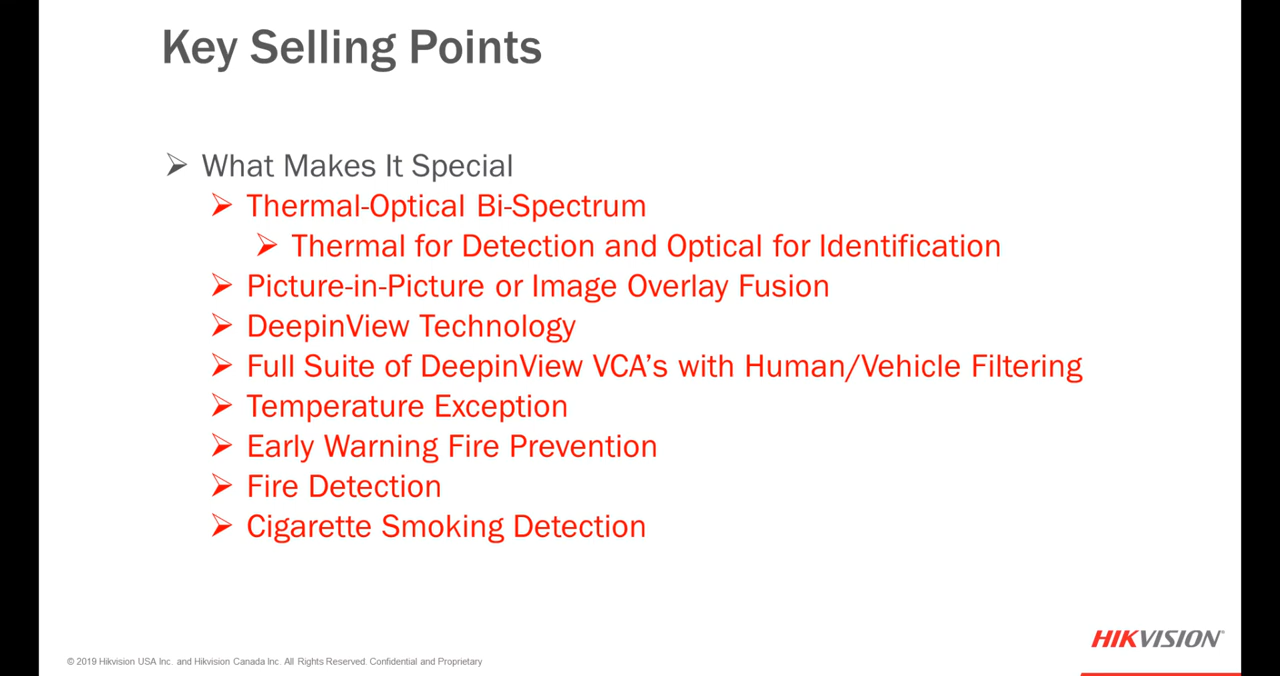 Key Selling Points
➢ What Makes It Special
➢ Thermal-Optical Bi-Spectrum
➢ Thermal for Detection and Optical for Identification
➢ Picture-in-Picture or Image Overlay Fusion
➢ DeepinView Technology
➢ Full Suite of DeepinView VCA's with Human/Vehicle Filtering
➢ Temperature Exception
➢ Early Warning Fire Prevention
➢ Fire Detection
➢ Cigarette Smoking Detection
HIKVISION®
© 2019 Hikvision USA Inc. and Hikvision Canada Inc. All Rights Reserved. Confidential and Proprietary